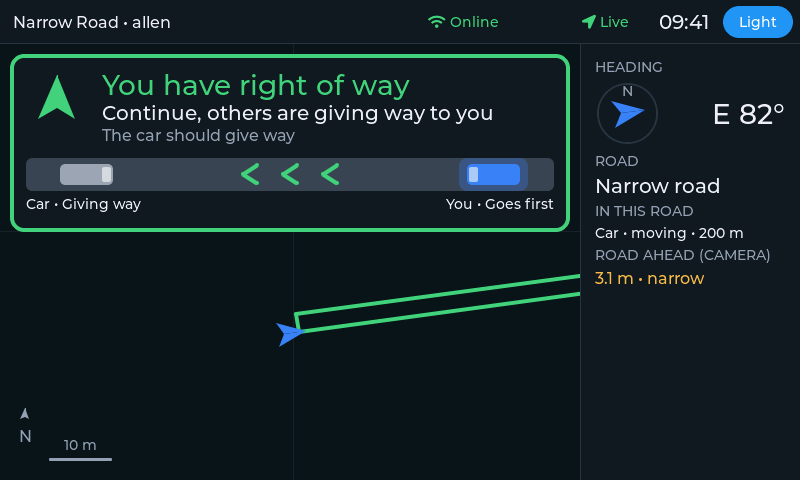 Narrow Road • allen
Online
Live
09:41
Light
You have right of way
Continue, others are giving way to you
The car should give way
Car • Giving way
You • Goes first
N
10 m
HEADING
N
E 82°
ROAD
Narrow road
IN THIS ROAD
Car • moving • 200 m
ROAD AHEAD (CAMERA)
3.1 m • narrow